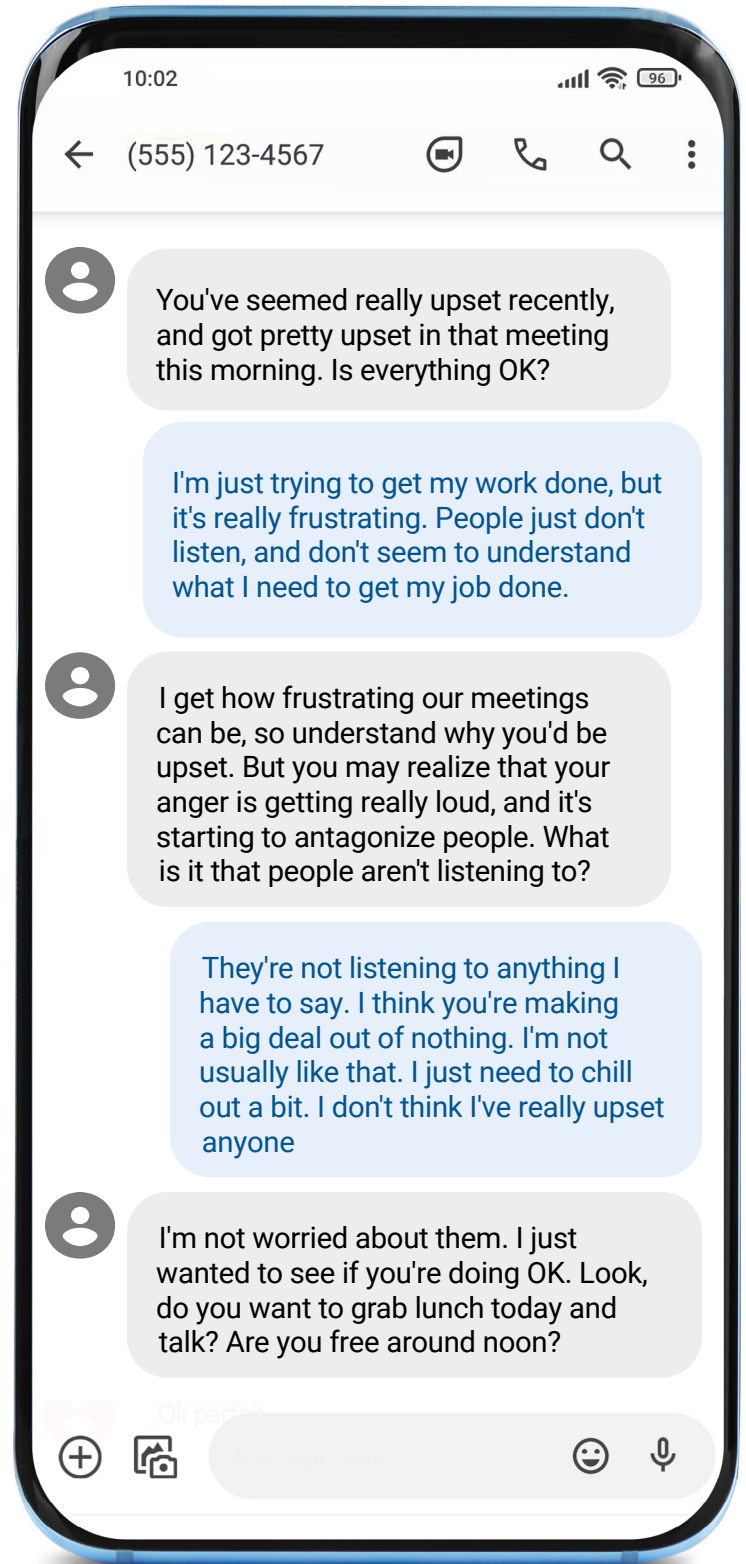 10:02
96
(555) 123-4567
You've seemed really upset recently,
and got pretty upset in that meeting
this morning. Is everything OK?
I'm just trying to get my work done, but
it's really frustrating. People just don't
listen, and don't seem to understand
what I need to get my job done.
I get how frustrating our meetings
can be, so understand why you'd be
upset. But you may realize that your
anger is getting really loud, and it's
starting to antagonize people. What
is it that people aren't listening to?
They're not listening to anything I
have to say. I think you're making
a big deal out of nothing. I'm not
usually like that. I just need to chill
out a bit. I don't think I've really upset
anyone
I'm not worried about them. I just
wanted to see if you're doing OK. Look,
do you want to grab lunch today and
talk? Are you free around noon?
Ok parfait